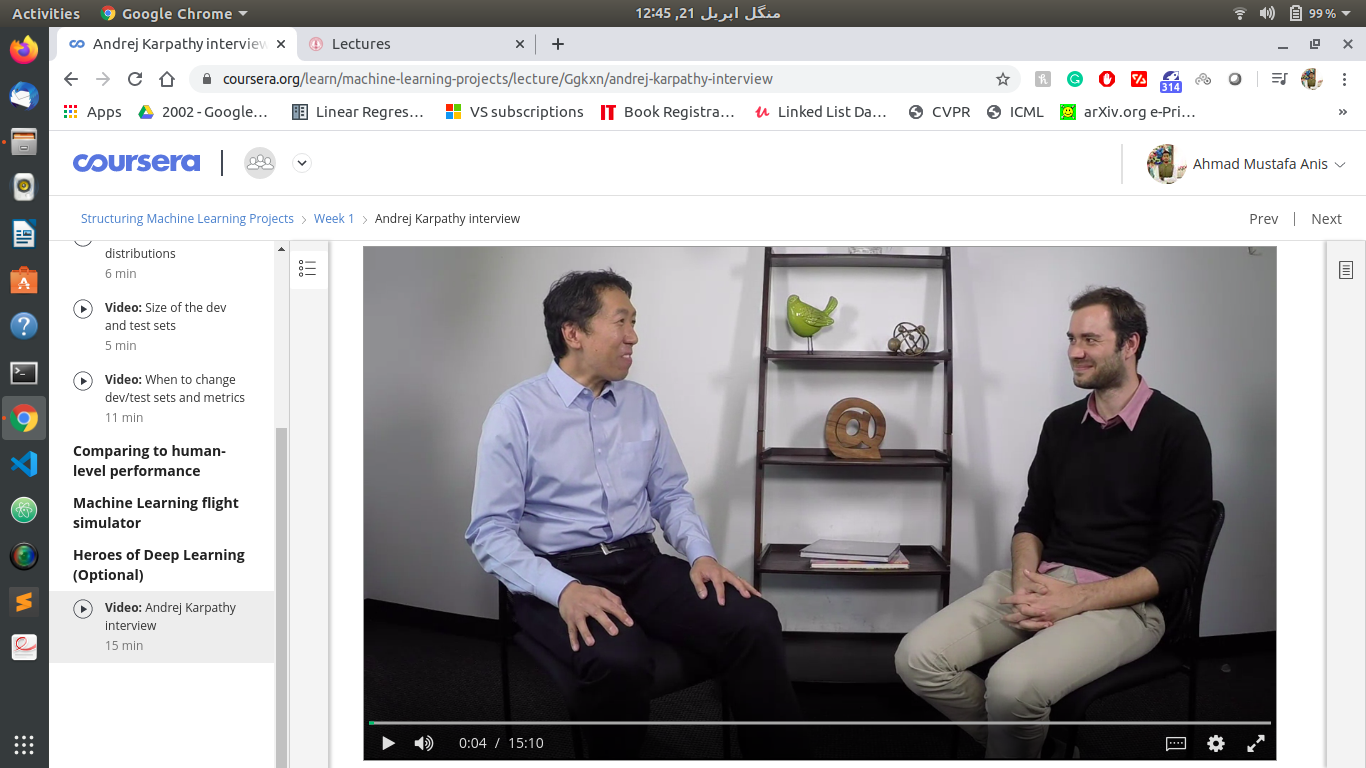 Activities
Google Chrome
منگل اپریل 21, 12:45
99 %
Andrej Karpathy interview
Lectures
coursera.org/learn/machine-learning-projects/lecture/Ggkxn/andrej-karpathy-interview
314
Apps
2002 - Google…
Linear Regres…
VS subscriptions
Book Registra…
Linked List Da…
CVPR
ICML
arXiv.org e-Pri…
»
coursera
Ahmad Mustafa Anis
Structuring Machine Learning Projects
Week 1
Andrej Karpathy interview
Prev
Next
distributions
6 min
Video: Size of the dev
and test sets
5 min
Video: When to change
dev/test sets and metrics
11 min
Comparing to human-
level performance
Machine Learning flight
simulator
Heroes of Deep Learning
(Optional)
Video: Andrej Karpathy
interview
15 min
@
0:04 / 15:10